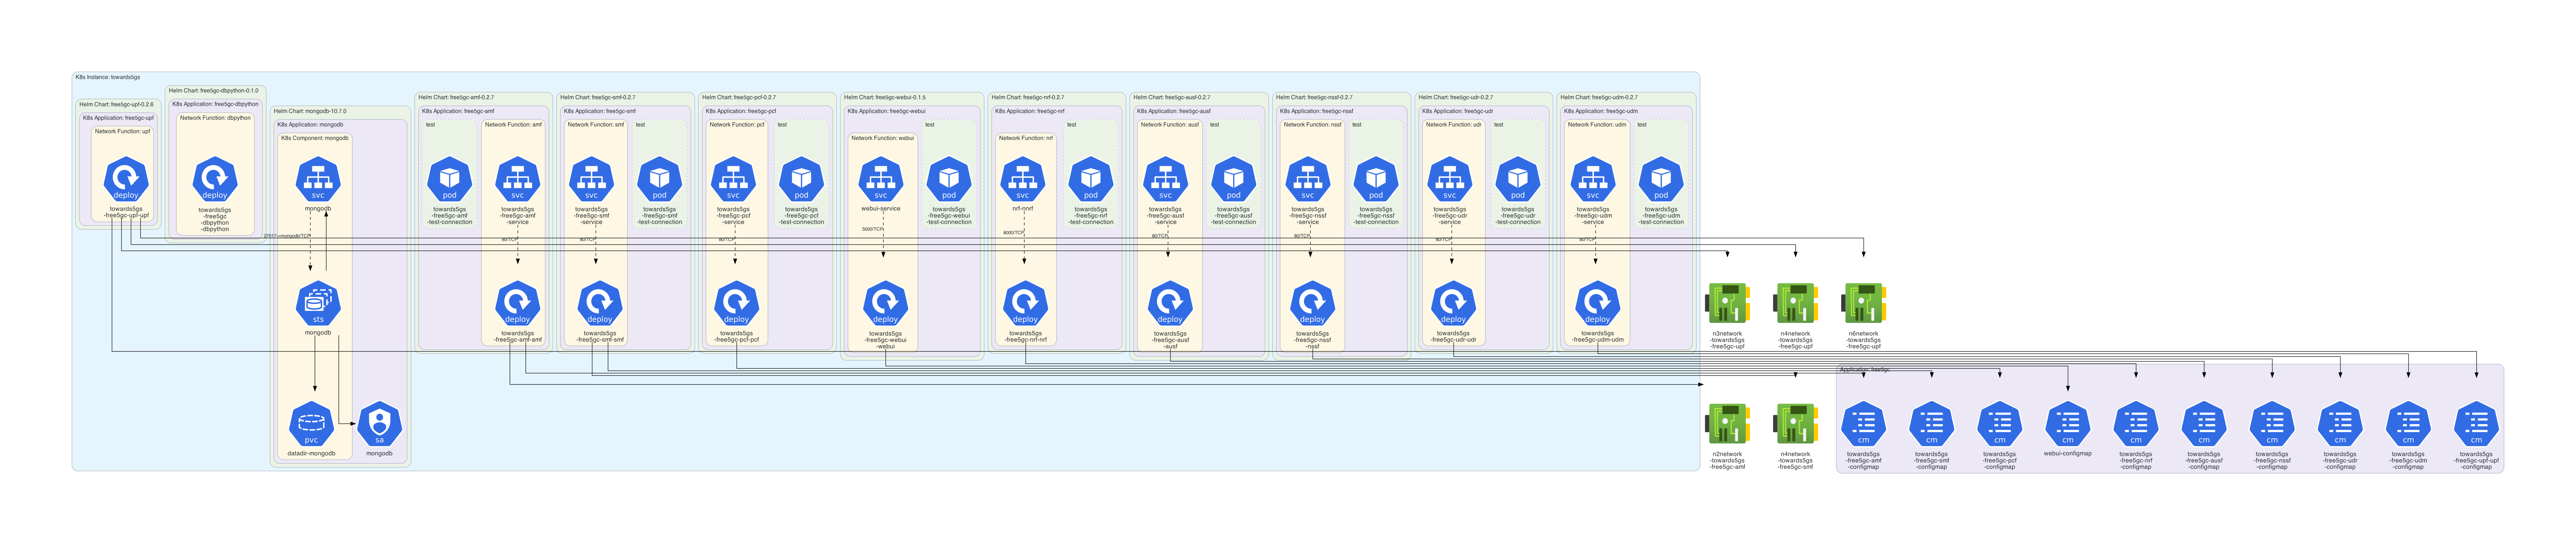 K8s Instance: towards5gs
Helm Chart: free5gc-upf-0.2.6
K8s Application: free5gc-upf
Network Function: upf
deploy
towards5gs
-free5gc-upf-upf
Helm Chart: free5gc-dbpython-0.1.0
K8s Application: free5gc-dbpython
Network Function: dbpython
deploy
towards5gs
-free5gc
-dbpython
-dbpython
Helm Chart: mongodb-10.7.0
K8s Application: mongodb
K8s Component: mongodb
svc
mongodb
sts
mongodb
pvc
datadir-mongodb
sa
mongodb
Helm Chart: free5gc-amf-0.2.7
K8s Application: free5gc-amf
test
pod
towards5gs
-free5gc-amf
-test-connection
Network Function: amf
svc
towards5gs
-free5gc-amf
-service
80/TCP
deploy
towards5gs
-free5gc-amf-amf
Helm Chart: free5gc-smf-0.2.7
K8s Application: free5gc-smf
Network Function: smf
svc
towards5gs
-free5gc-smf
-service
80/TCP
deploy
towards5gs
-free5gc-smf-smf
test
pod
towards5gs
-free5gc-smf
-test-connection
Helm Chart: free5gc-pcf-0.2.7
K8s Application: free5gc-pcf
Network Function: pcf
svc
towards5gs
-free5gc-pcf
-service
80/TCP
deploy
towards5gs
-free5gc-pcf-pcf
test
pod
towards5gs
-free5gc-pcf
-test-connection
Helm Chart: free5gc-webui-0.1.5
K8s Application: free5gc-webui
Network Function: webui
svc
webui-service
5000/TCP
deploy
towards5gs
-free5gc-webui
-webui
test
pod
towards5gs
-free5gc-webui
-test-connection
Helm Chart: free5gc-nrf-0.2.7
K8s Application: free5gc-nrf
Network Function: nrf
svc
nrf-nnrf
8000/TCP
deploy
towards5gs
-free5gc-nrf-nrf
test
pod
towards5gs
-free5gc-nrf
-test-connection
Helm Chart: free5gc-ausf-0.2.7
K8s Application: free5gc-ausf
Network Function: ausf
svc
towards5gs
-free5gc-ausf
-service
80/TCP
deploy
towards5gs
-free5gc-ausf
-ausf
test
pod
towards5gs
-free5gc-ausf
-test-connection
Helm Chart: free5gc-nssf-0.2.7
K8s Application: free5gc-nssf
Network Function: nssf
svc
towards5gs
-free5gc-nssf
-service
80/TCP
deploy
towards5gs
-free5gc-nssf
-nssf
test
pod
towards5gs
-free5gc-nssf
-test-connection
Helm Chart: free5gc-udr-0.2.7
K8s Application: free5gc-udr
Network Function: udr
svc
towards5gs
-free5gc-udr
-service
80/TCP
deploy
towards5gs
-free5gc-udr-udr
test
pod
towards5gs
-free5gc-udr
-test-connection
Helm Chart: free5gc-udm-0.2.7
K8s Application: free5gc-udm
Network Function: udm
svc
towards5gs
-free5gc-udm
-service
80/TCP
deploy
towards5gs
-free5gc-udm-udm
test
pod
towards5gs
-free5gc-udm
-test-connection
n3network
-towards5gs
-free5gc-upf
n4network
-towards5gs
-free5gc-upf
n6network
-towards5gs
-free5gc-upf
n2network
-towards5gs
-free5gc-amf
n4network
-towards5gs
-free5gc-smf
Application: free5gc
cm
towards5gs
-free5gc-amf
-configmap
cm
towards5gs
-free5gc-smf
-configmap
cm
towards5gs
-free5gc-pcf
-configmap
cm
webui-configmap
cm
towards5gs
-free5gc-nrf
-configmap
cm
towards5gs
-free5gc-ausf
-configmap
cm
towards5gs
-free5gc-nssf
-configmap
cm
towards5gs
-free5gc-udr
-configmap
cm
towards5gs
-free5gc-udm
-configmap
cm
towards5gs
-free5gc-upf-upf
-configmap